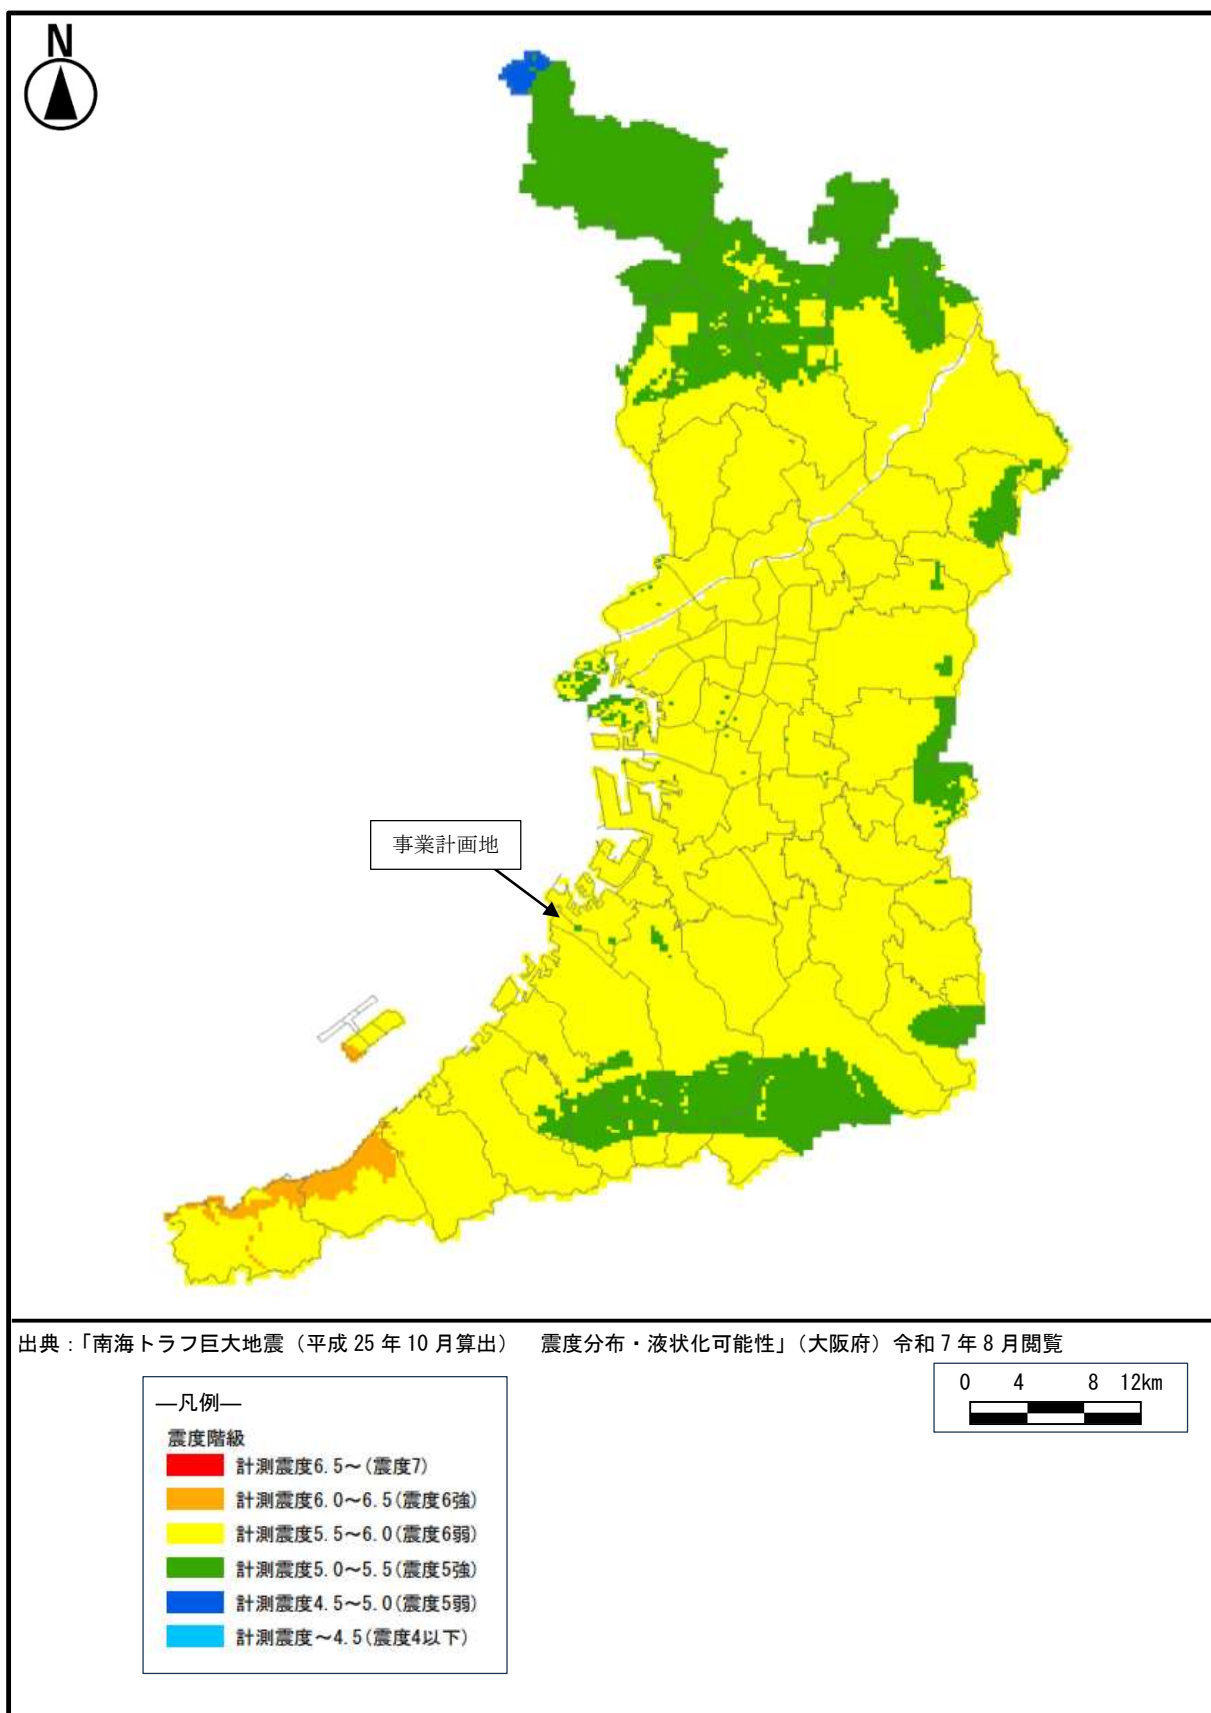 N
事業計画地
出典：「南海トラフ巨大地震（平成 25 年 10 月算出）　震度分布・液状化可能性」（大阪府）令和 7 年 8 月閲覧
0 4 8 12km
―凡例―
震度階級
計測震度6.5～(震度7)
計測震度6.0～6.5(震度6強)
計測震度5.5～6.0(震度6弱)
計測震度5.0～5.5(震度5強)
計測震度4.5～5.0(震度5弱)
計測震度～4.5(震度4以下)